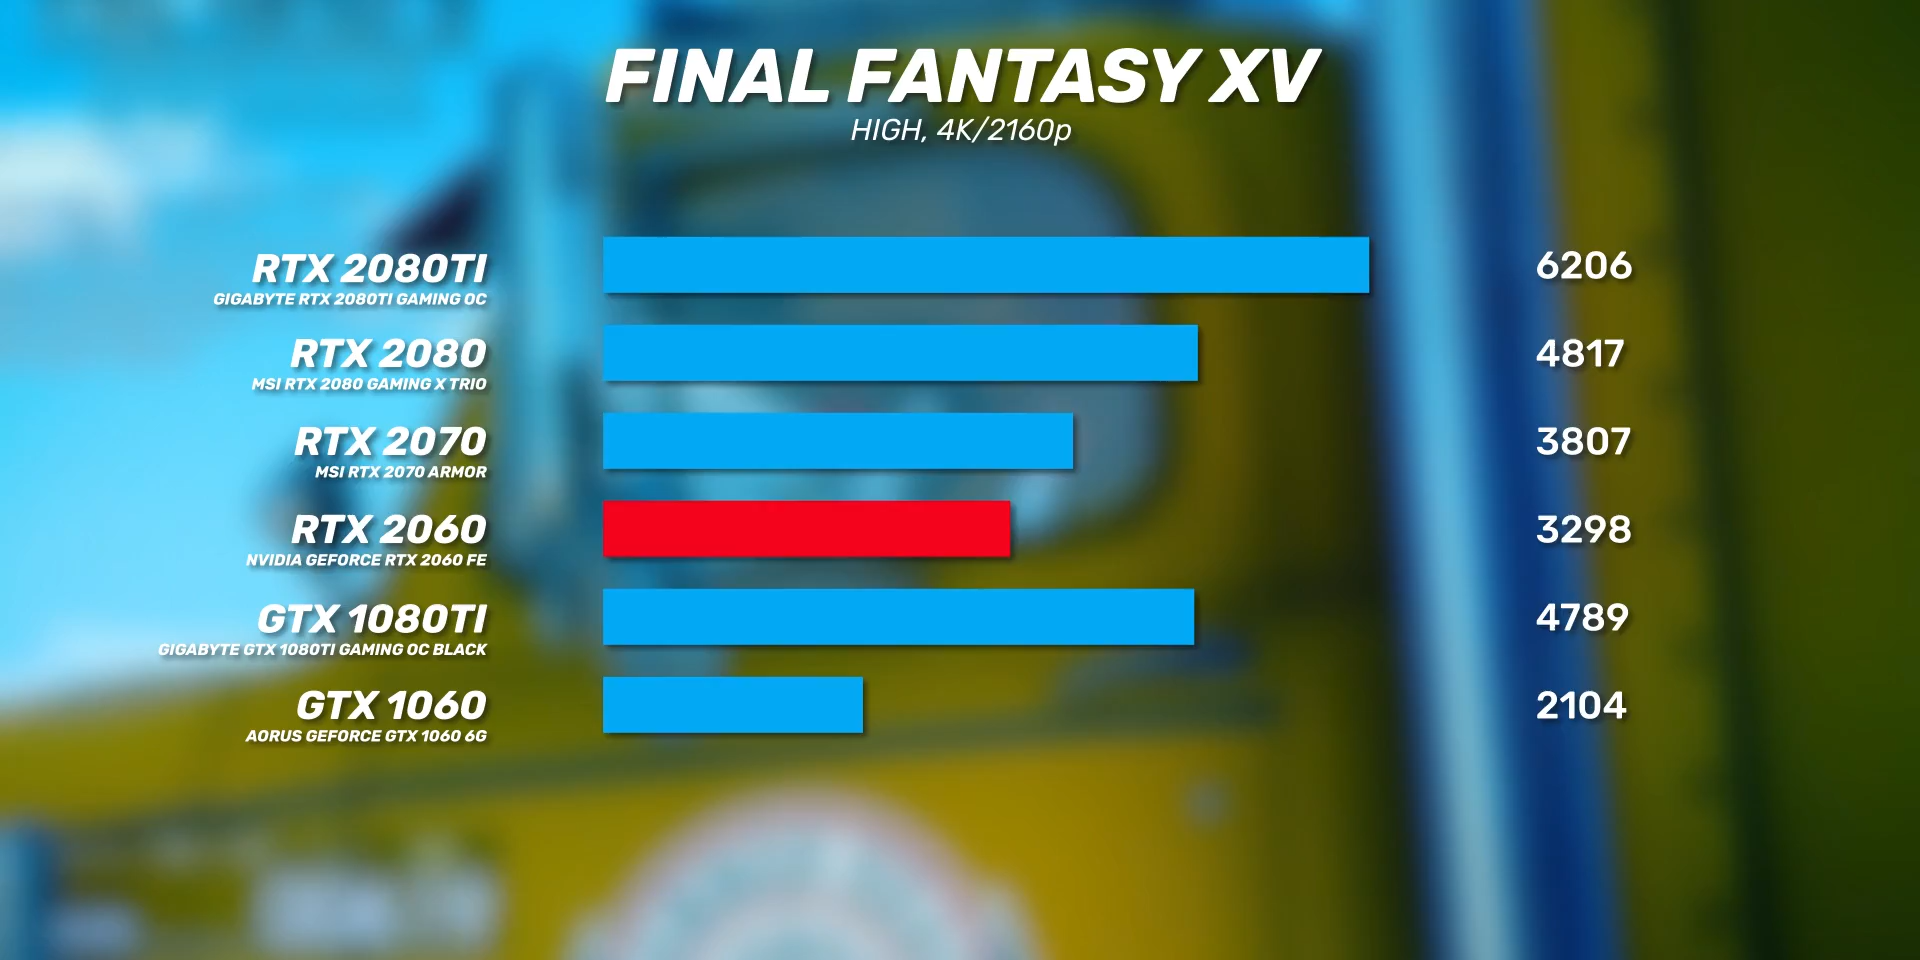 FINAL FANTASY XV
HIGH, 4K/2160p
RTX 2080TI
GIGABYTE RTX 2080TI GAMING OC
6206
RTX 2080
MSI RTX 2080 GAMING X TRIO
4817
RTX 2070
MSI RTX 2070 ARMOR
3807
RTX 2060
NVIDIA GEFORCE RTX 2060 FE
3298
GTX 1080TI
GIGABYTE GTX 1080TI GAMING OC BLACK
4789
GTX 1060
AORUS GEFORCE GTX 1060 6G
2104